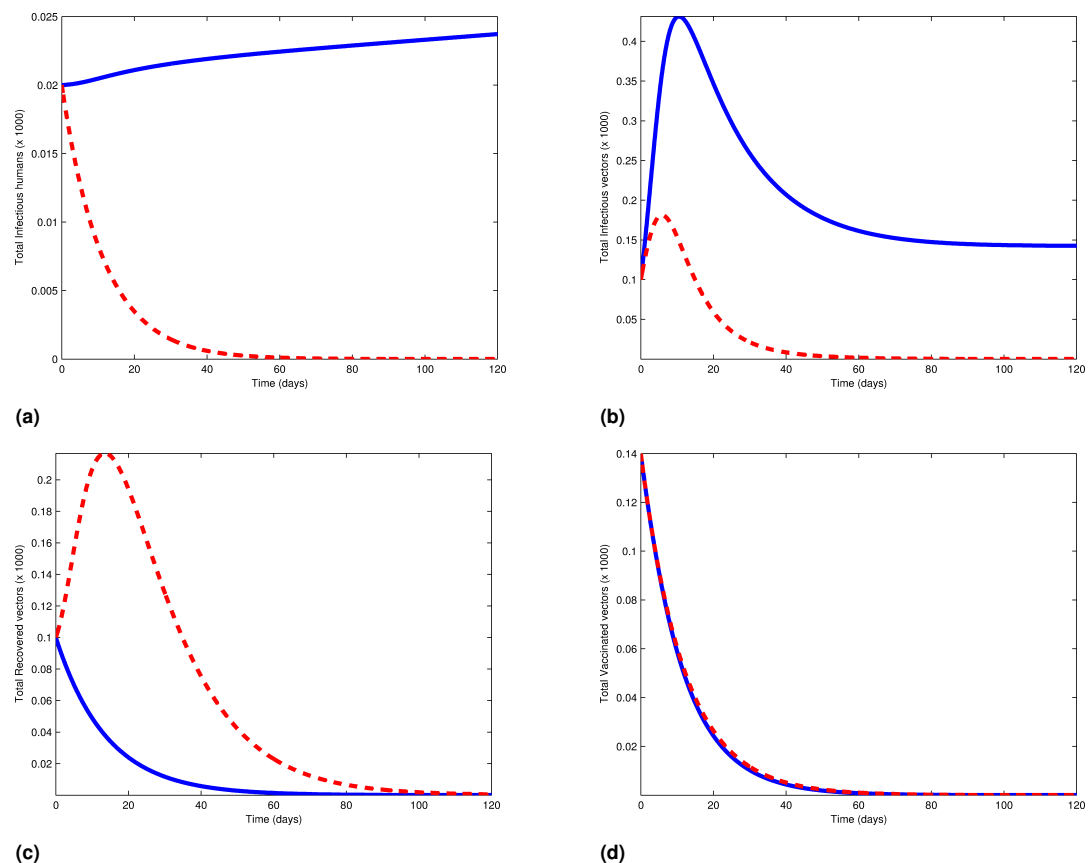 0.025
0.02
0.015
0.01
0.005
0
Total Infectious humans (x 1000)
0 20 40 60 80 100 120
Time (days)
(a)
0.4
0.35
0.3
0.25
0.2
0.15
0.1
0.05
Total Infectious vectors (x 1000)
0 20 40 60 80 100 120
Time (days)
(b)
0.2
0.18
0.16
0.14
0.12
0.1
0.08
0.06
0.04
0.02
Total Recovered vectors (x 1000)
0 20 40 60 80 100 120
Time (days)
(c)
0.14
0.12
0.1
0.08
0.06
0.04
0.02
Total Vaccinated vectors (x 1000)
0 20 40 60 80 100 120
Time (days)
(d)